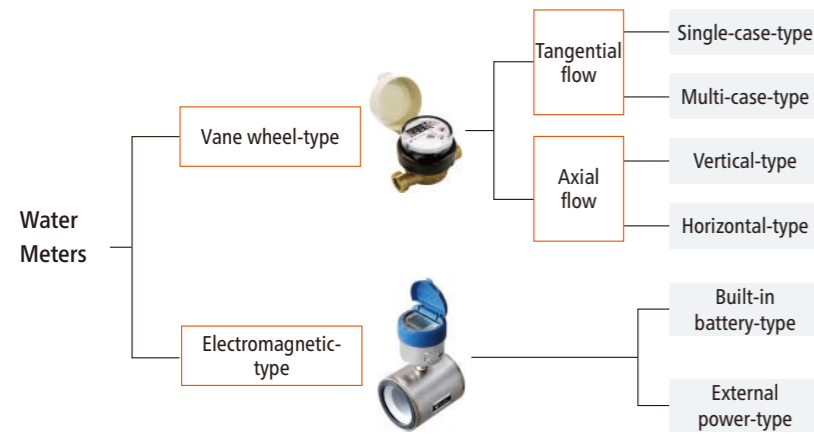 Water
Meters
Vane wheel-type
Tangential
flow
Single-case-type
Multi-case-type
Axial
flow
Vertical-type
Horizontal-type
Electromagnetic-
type
Built-in
battery-type
External
power-type